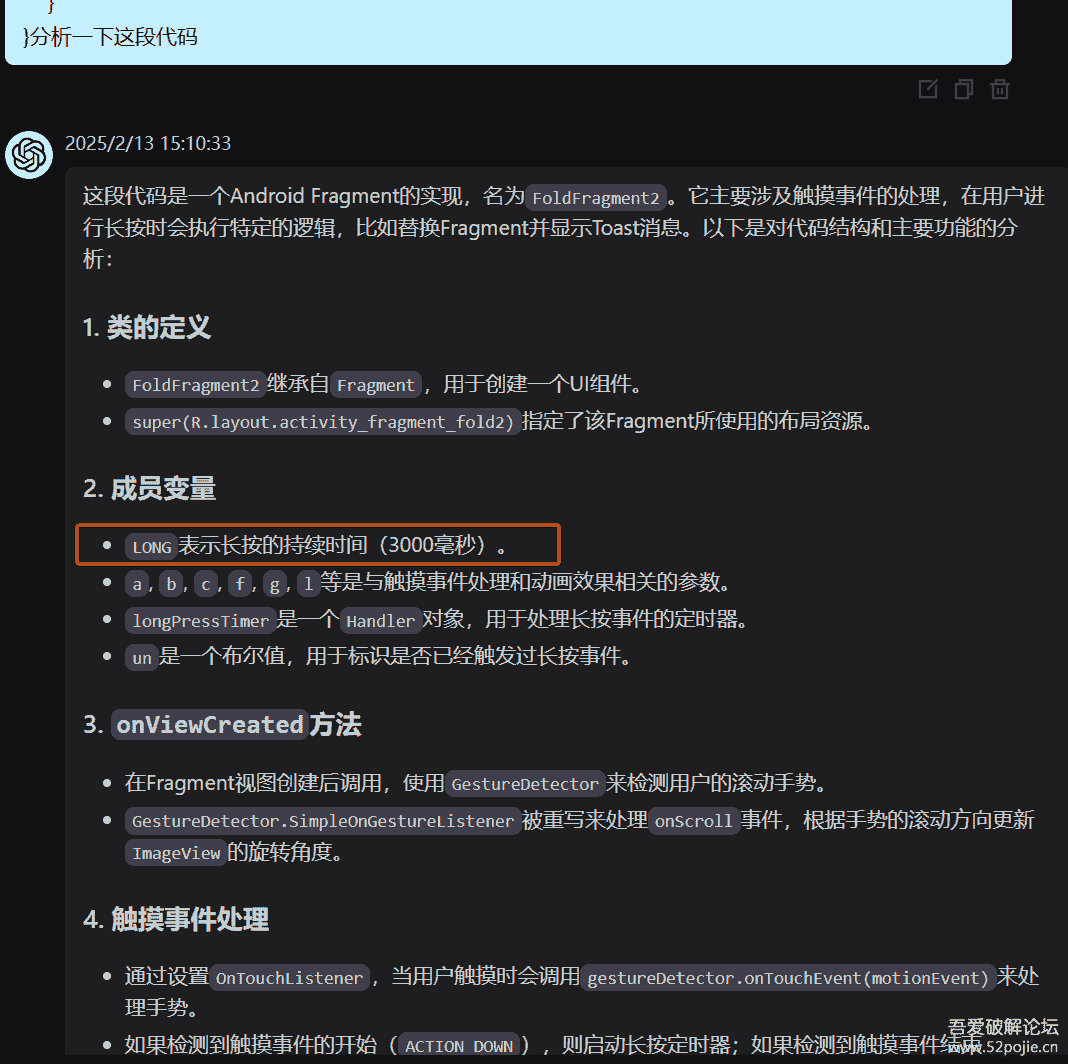 }
}分析一下这段代码
2025/2/13 15:10:33
这段代码是一个Android Fragment的实现，名为FoldFragment2。它主要涉及触摸事件的处理，在用户进
行长按时会执行特定的逻辑，比如替换Fragment并显示Toast消息。以下是对代码结构和主要功能的分
析：
1. 类的定义
FoldFragment2继承自Fragment，用于创建一个UI组件。
super(R.layout.activity_fragment_fold2)指定了该Fragment所使用的布局资源。
2. 成员变量
LONG表示长按的持续时间（3000毫秒）。
a, b, c, f, g, l等是与触摸事件处理和动画效果相关的参数。
longPressTimer是一个Handler对象，用于处理长按事件的定时器。
un是一个布尔值，用于标识是否已经触发过长按事件。
3. onViewCreated方法
在Fragment视图创建后调用，使用GestureDetector来检测用户的滚动手势。
GestureDetector.SimpleOnGestureListener被重写来处理onScroll事件，根据手势的滚动方向更新
ImageView的旋转角度。
4. 触摸事件处理
通过设置OnTouchListener，当用户触摸时会调用gestureDetector.onTouchEvent(motionEvent)来处
理手势。
如果检测到触摸事件的开始（ACTION_DOWN），则启动长按定时器；如果检测到触摸事件结束
吾爱破解论坛
www.52pojie.cn